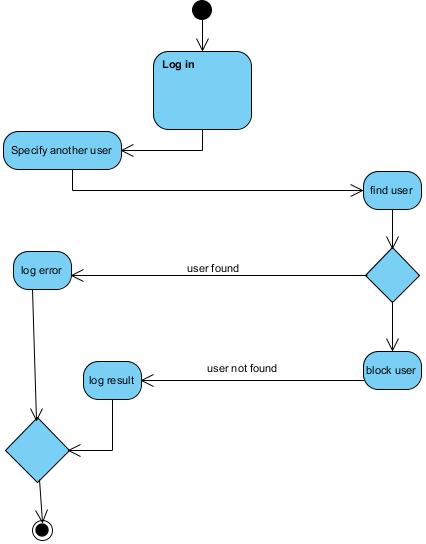 Log in
Specify another user
find user
user found
log error
user not found
block user
log result